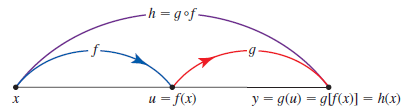 h = g∘f
f
g
x
u = f(x)
y = g(u) = g[f(x)] = h(x)